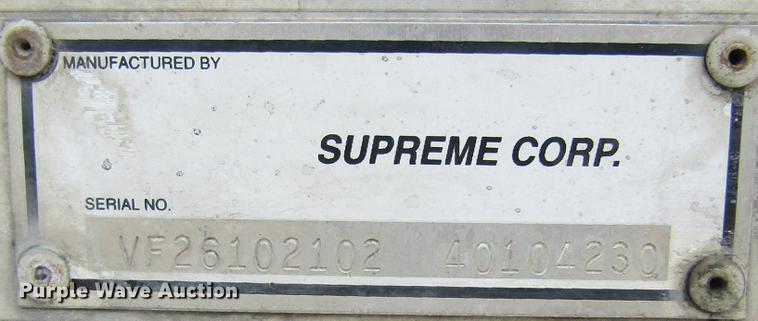 MANUFACTURED BY
SUPREME CORP.
SERIAL NO.
VF26102102 40104230
Purple Wave Auction